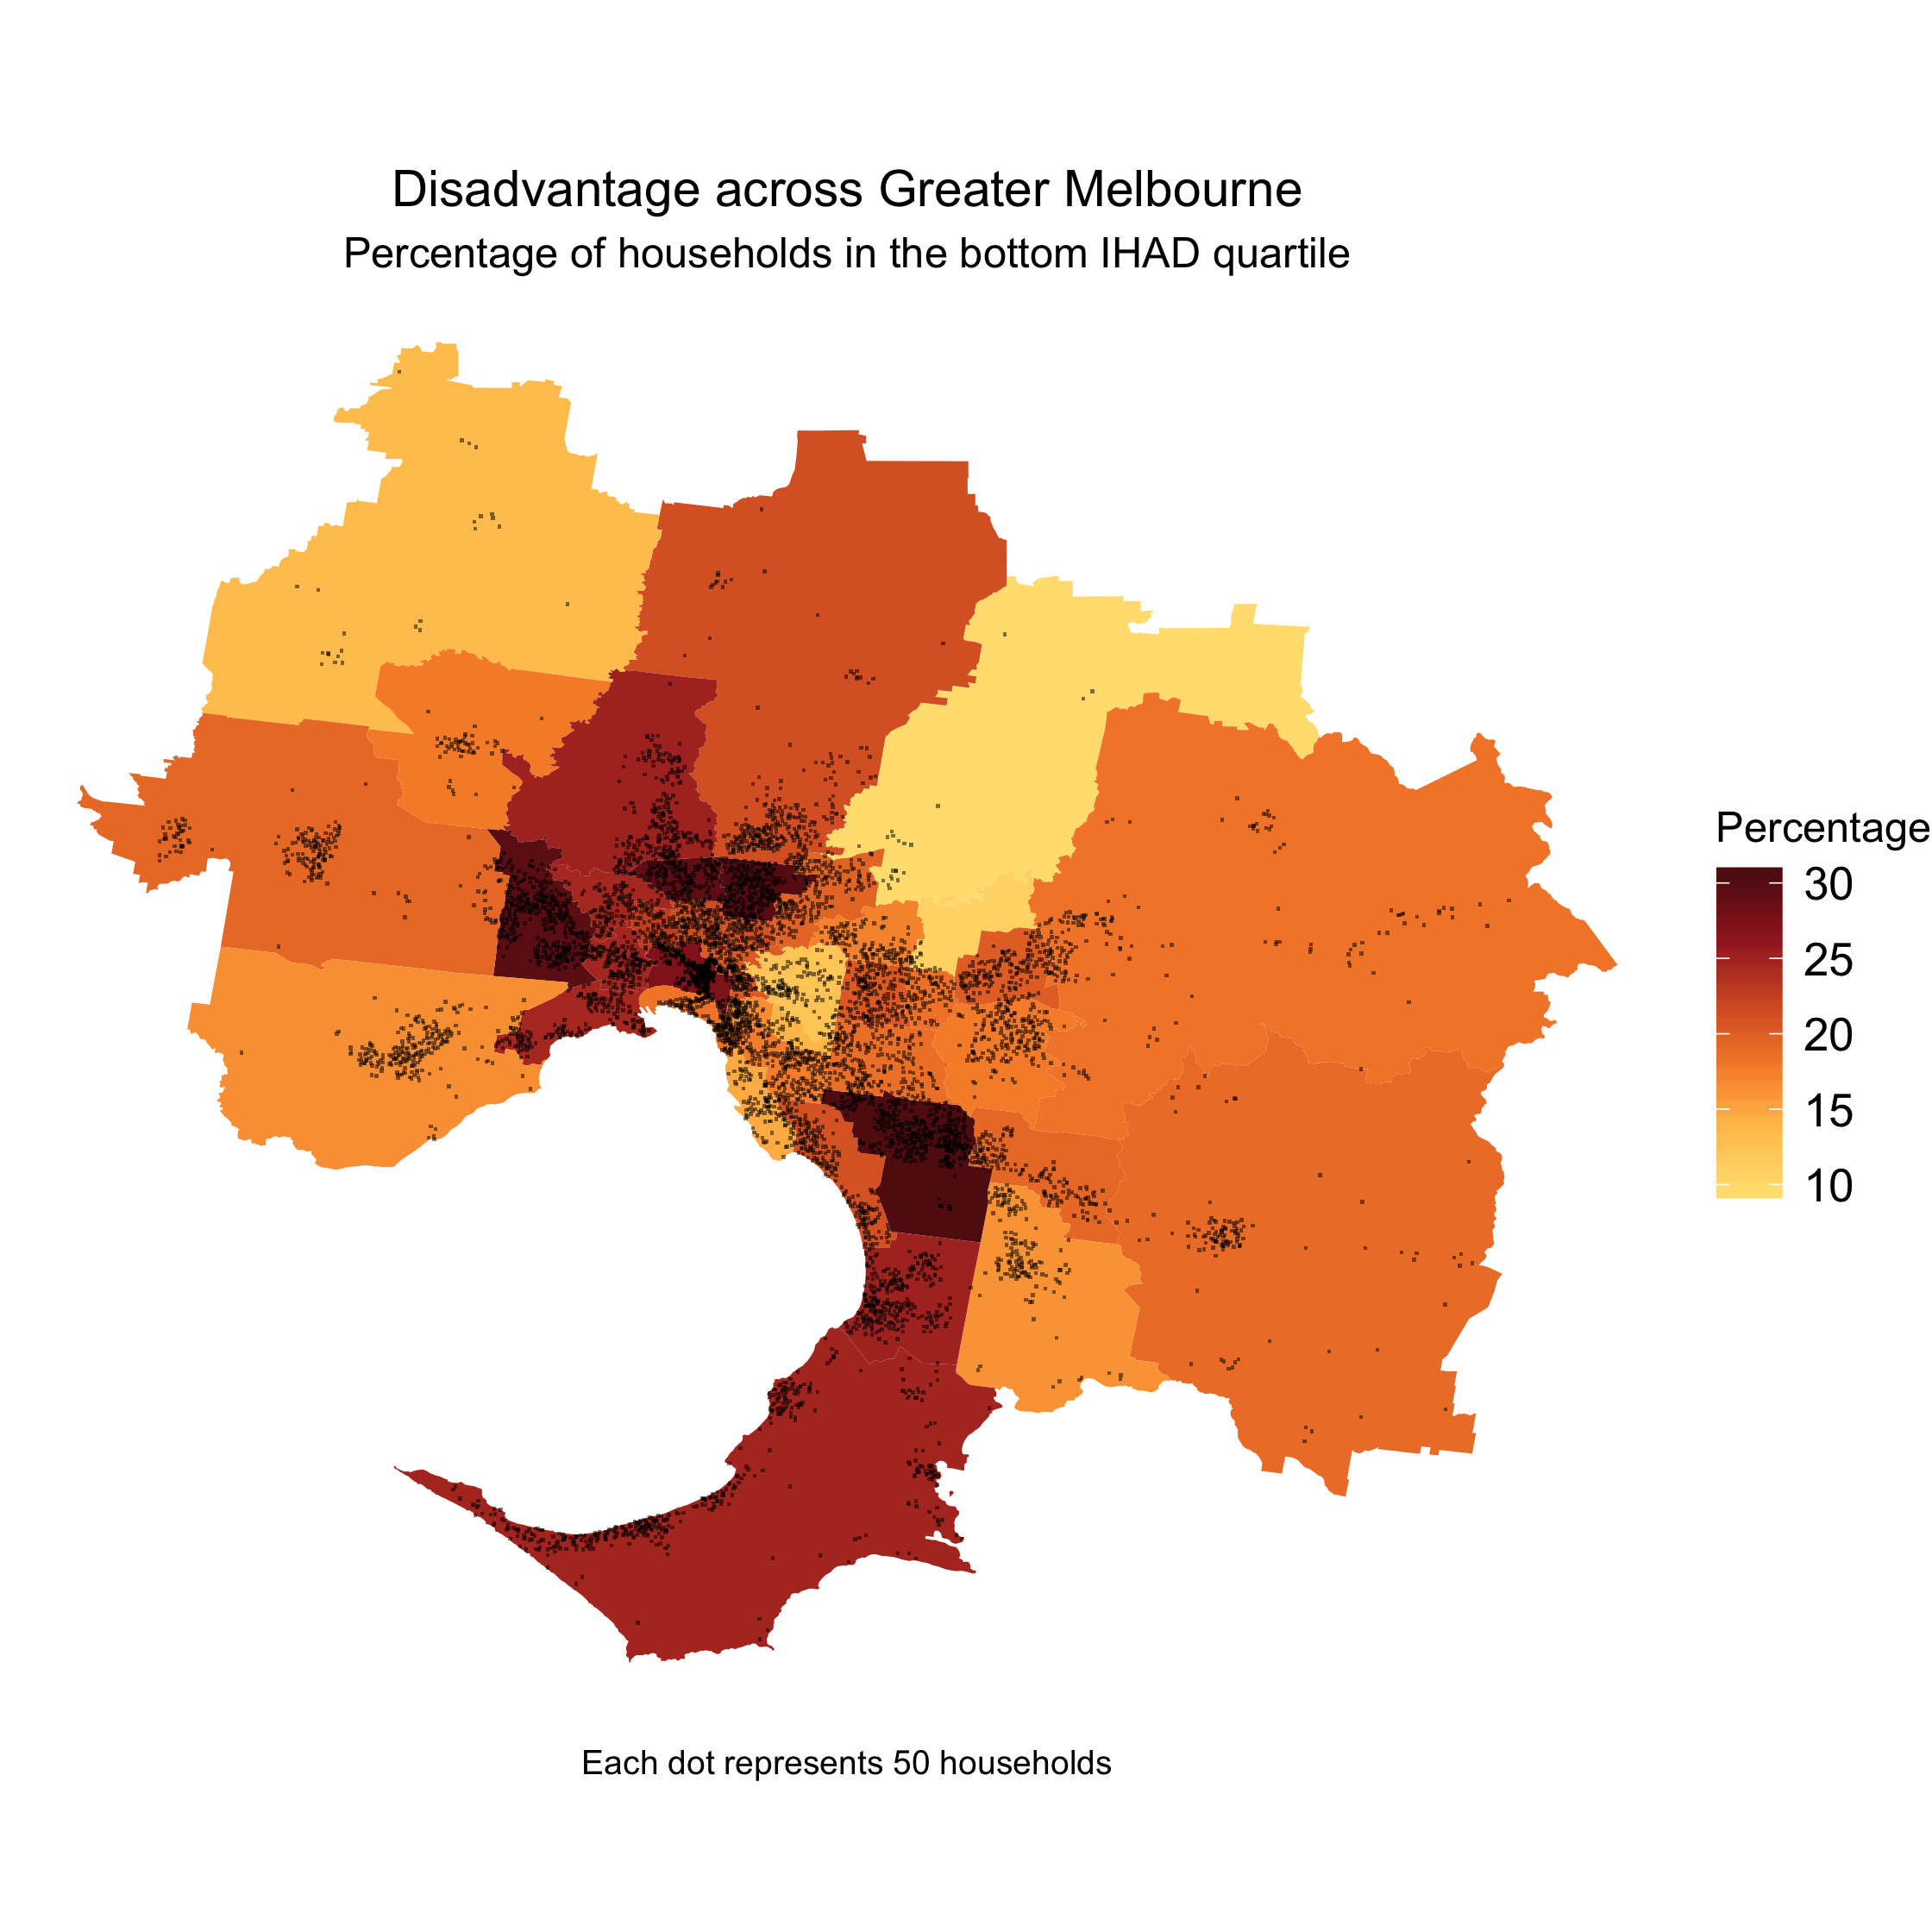 Disadvantage across Greater Melbourne
Percentage of households in the bottom IHAD quartile
Percentage
30
25
20
15
10
Each dot represents 50 households